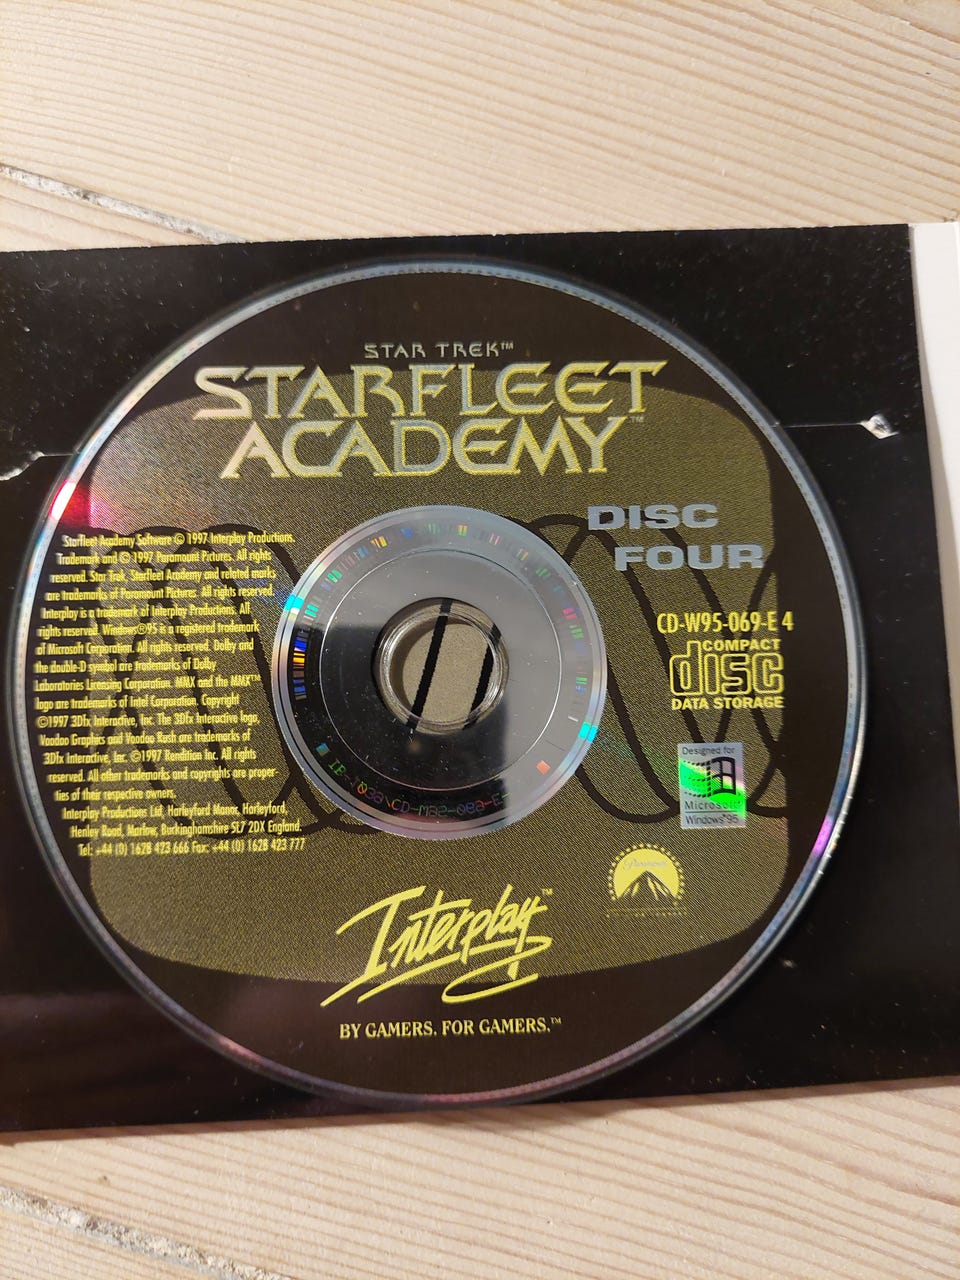 STAR TREK™
STARFLEET
ACADEMY™
DISC
FOUR
Starfleet Academy Software © 1997 Interplay Productions.
Trademark and © 1997 Paramount Pictures. All rights
reserved. Star Trek, Starfleet Academy and related marks
are trademarks of Paramount Pictures. All rights reserved.
Interplay is a trademark of Interplay Productions. All
rights reserved. Windows®95 is a registered trademark
of Microsoft Corporation. All rights reserved. Dolby and
the double-D symbol are trademarks of Dolby
Laboratories Licensing Corporation. MMX and the MMX™
logo are trademarks of Intel Corporation. Copyright
©1997 3Dfx Interactive, Inc. The 3Dfx Interactive logo,
Voodoo Graphics and Voodoo Rush are trademarks of
3Dfx Interactive, Inc. ©1997 Rendition Inc. All rights
reserved. All other trademarks and copyrights are proper-
ties of their respective owners.
Interplay Productions Ltd, Harleyford Manor, Harleyford,
Henley Road, Marlow, Buckinghamshire SL7 2DX England.
Tel: +44 (0) 1628 423 666 Fax: +44 (0) 1628 423 777
CD-W95-069-E 4
COMPACT
disc
DATA STORAGE
Designed for
Microsoft
Windows®95
Paramount
Interplay™
BY GAMERS. FOR GAMERS.™